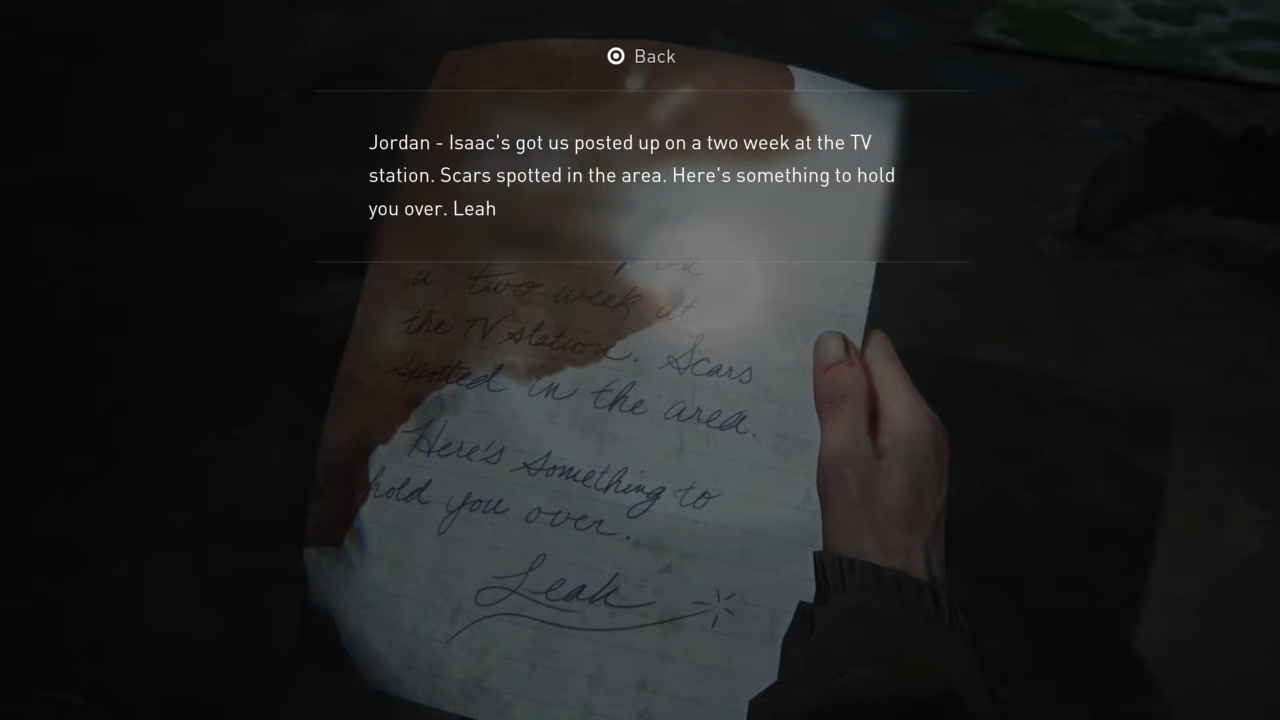 Back
Jordan - Isaac's got us posted up on a two week at the TV
station. Scars spotted in the area. Here's something to hold
you over. Leah
a two week at
the TV station. Scars
spotted in the area.
Here's something to
hold you over.
Leah